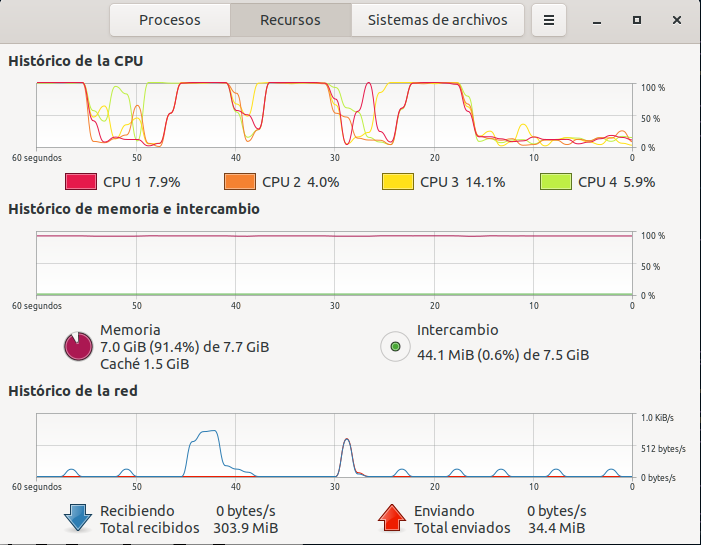 Procesos Recursos Sistemas de archivos
Histórico de la CPU
100 %
50 %
0 %
60 segundos 50 40 30 20 10 0
CPU 1 7.9% CPU 2 4.0% CPU 3 14.1% CPU 4 5.9%
Histórico de memoria e intercambio
100 %
50 %
0 %
60 segundos 50 40 30 20 10 0
Memoria
7.0 GiB (91.4%) de 7.7 GiB
Caché 1.5 GiB
Intercambio
44.1 MiB (0.6%) de 7.5 GiB
Histórico de la red
1.0 KiB/s
512 bytes/s
0 bytes/s
60 segundos 50 40 30 20 10 0
Recibiendo 0 bytes/s
Total recibidos 303.9 MiB
Enviando 0 bytes/s
Total enviados 34.4 MiB